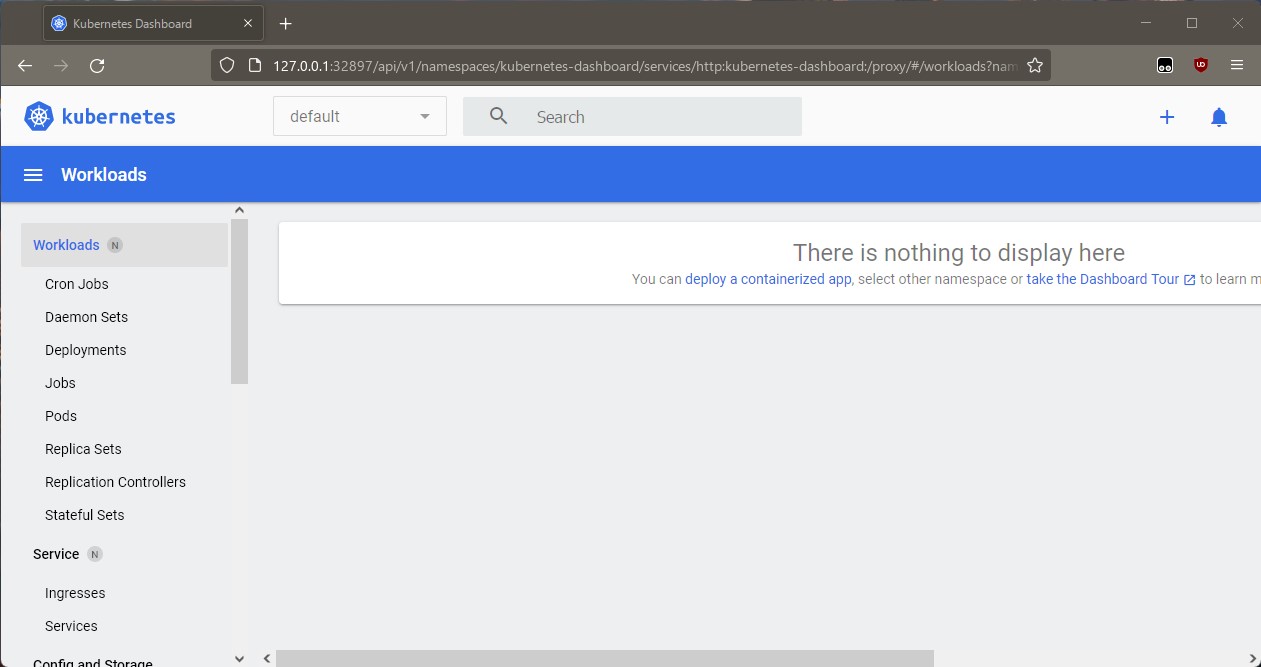 Kubernetes Dashboard
127.0.0.1:32897/api/v1/namespaces/kubernetes-dashboard/services/http:kubernetes-dashboard:/proxy/#/workloads?nam
kubernetes
default
Search
Workloads
Workloads N
Cron Jobs
Daemon Sets
Deployments
Jobs
Pods
Replica Sets
Replication Controllers
Stateful Sets
Service N
Ingresses
Services
Config and Storage
There is nothing to display here
You can deploy a containerized app, select other namespace or take the Dashboard Tour to learn m